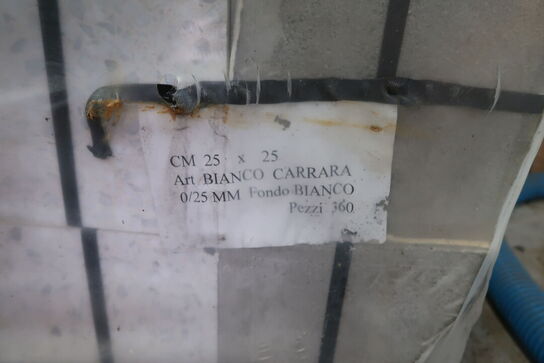 CM 25 x 25
Art BIANCO CARRARA
0/25 MM Fondo BIANCO
Pezzi 360